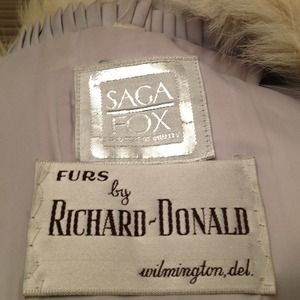 SAGA
FOX
FURS
by
RICHARD-DONALD
wilmington, del.